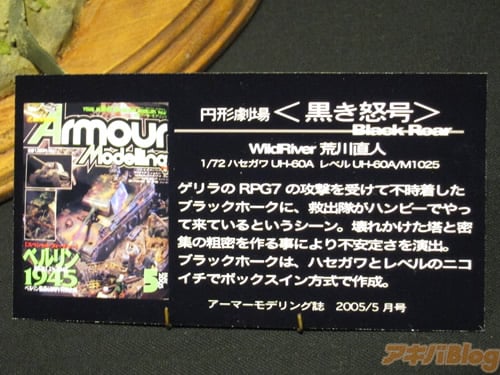 円形劇場＜黒き怒号＞
Black Roar
WildRiver 荒川直人
1/72 ハセガワ UH-60A レベル UH-60A/M1025
ゲリラの RPG7 の攻撃を受けて不時着した
ブラックホークに、救出隊がハンビーでやっ
て来ているというシーン。壊れかけた塔と密
集の粗密を作る事により不安定さを演出。
ブラックホークは、ハセガワとレベルのニコ
イチでボックスイン方式で作成。
アーマーモデリング誌 2005/5 月号
Armour
Modelling
ベルリン
1945
5
アキバBlog